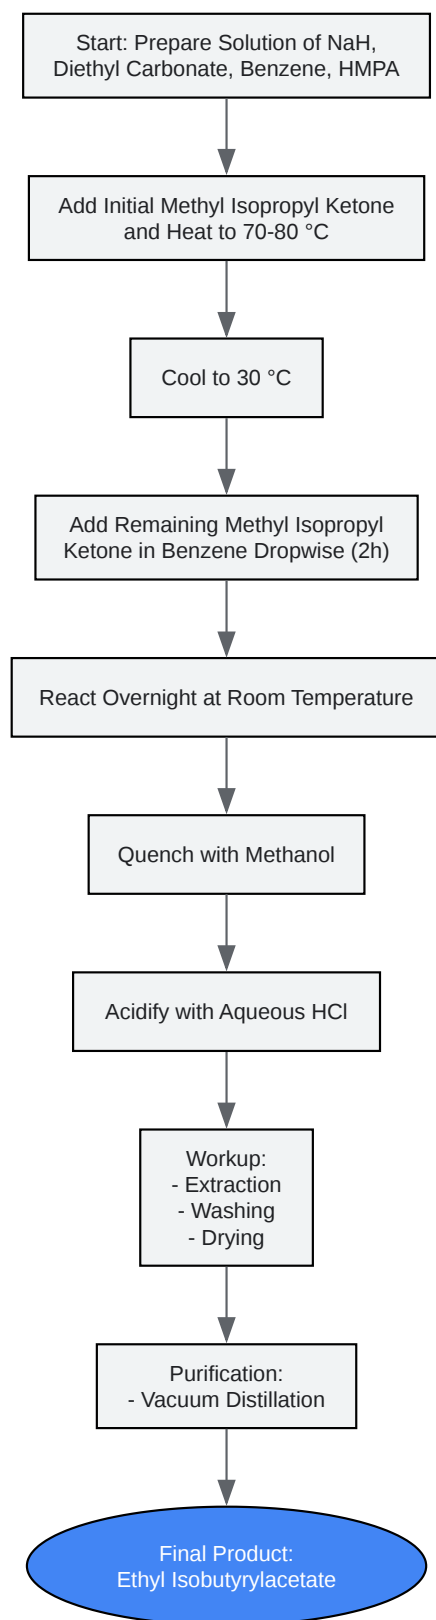 Start: Prepare Solution of NaH,
Diethyl Carbonate, Benzene, HMPA
Add Initial Methyl Isopropyl Ketone
and Heat to 70-80 °C
Cool to 30 °C
Add Remaining Methyl Isopropyl
Ketone in Benzene Dropwise (2h)
React Overnight at Room Temperature
Quench with Methanol
Acidify with Aqueous HCl
Workup:
- Extraction
- Washing
- Drying
Purification:
- Vacuum Distillation
Final Product:
Ethyl Isobutyrylacetate